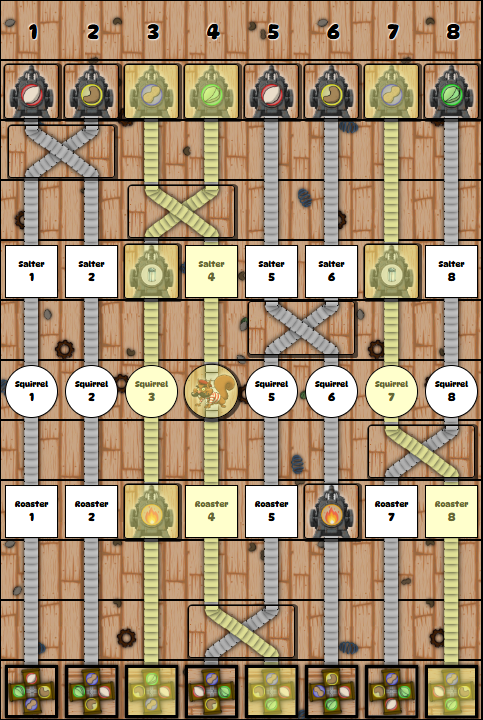 1 2 3 4 5 6 7 8
Salter 1
Salter 2
Salter 4
Salter 5
Salter 6
Salter 8
Squirrel 1
Squirrel 2
Squirrel 3
Squirrel 5
Squirrel 6
Squirrel 7
Squirrel 8
Roaster 1
Roaster 2
Roaster 4
Roaster 5
Roaster 7
Roaster 8